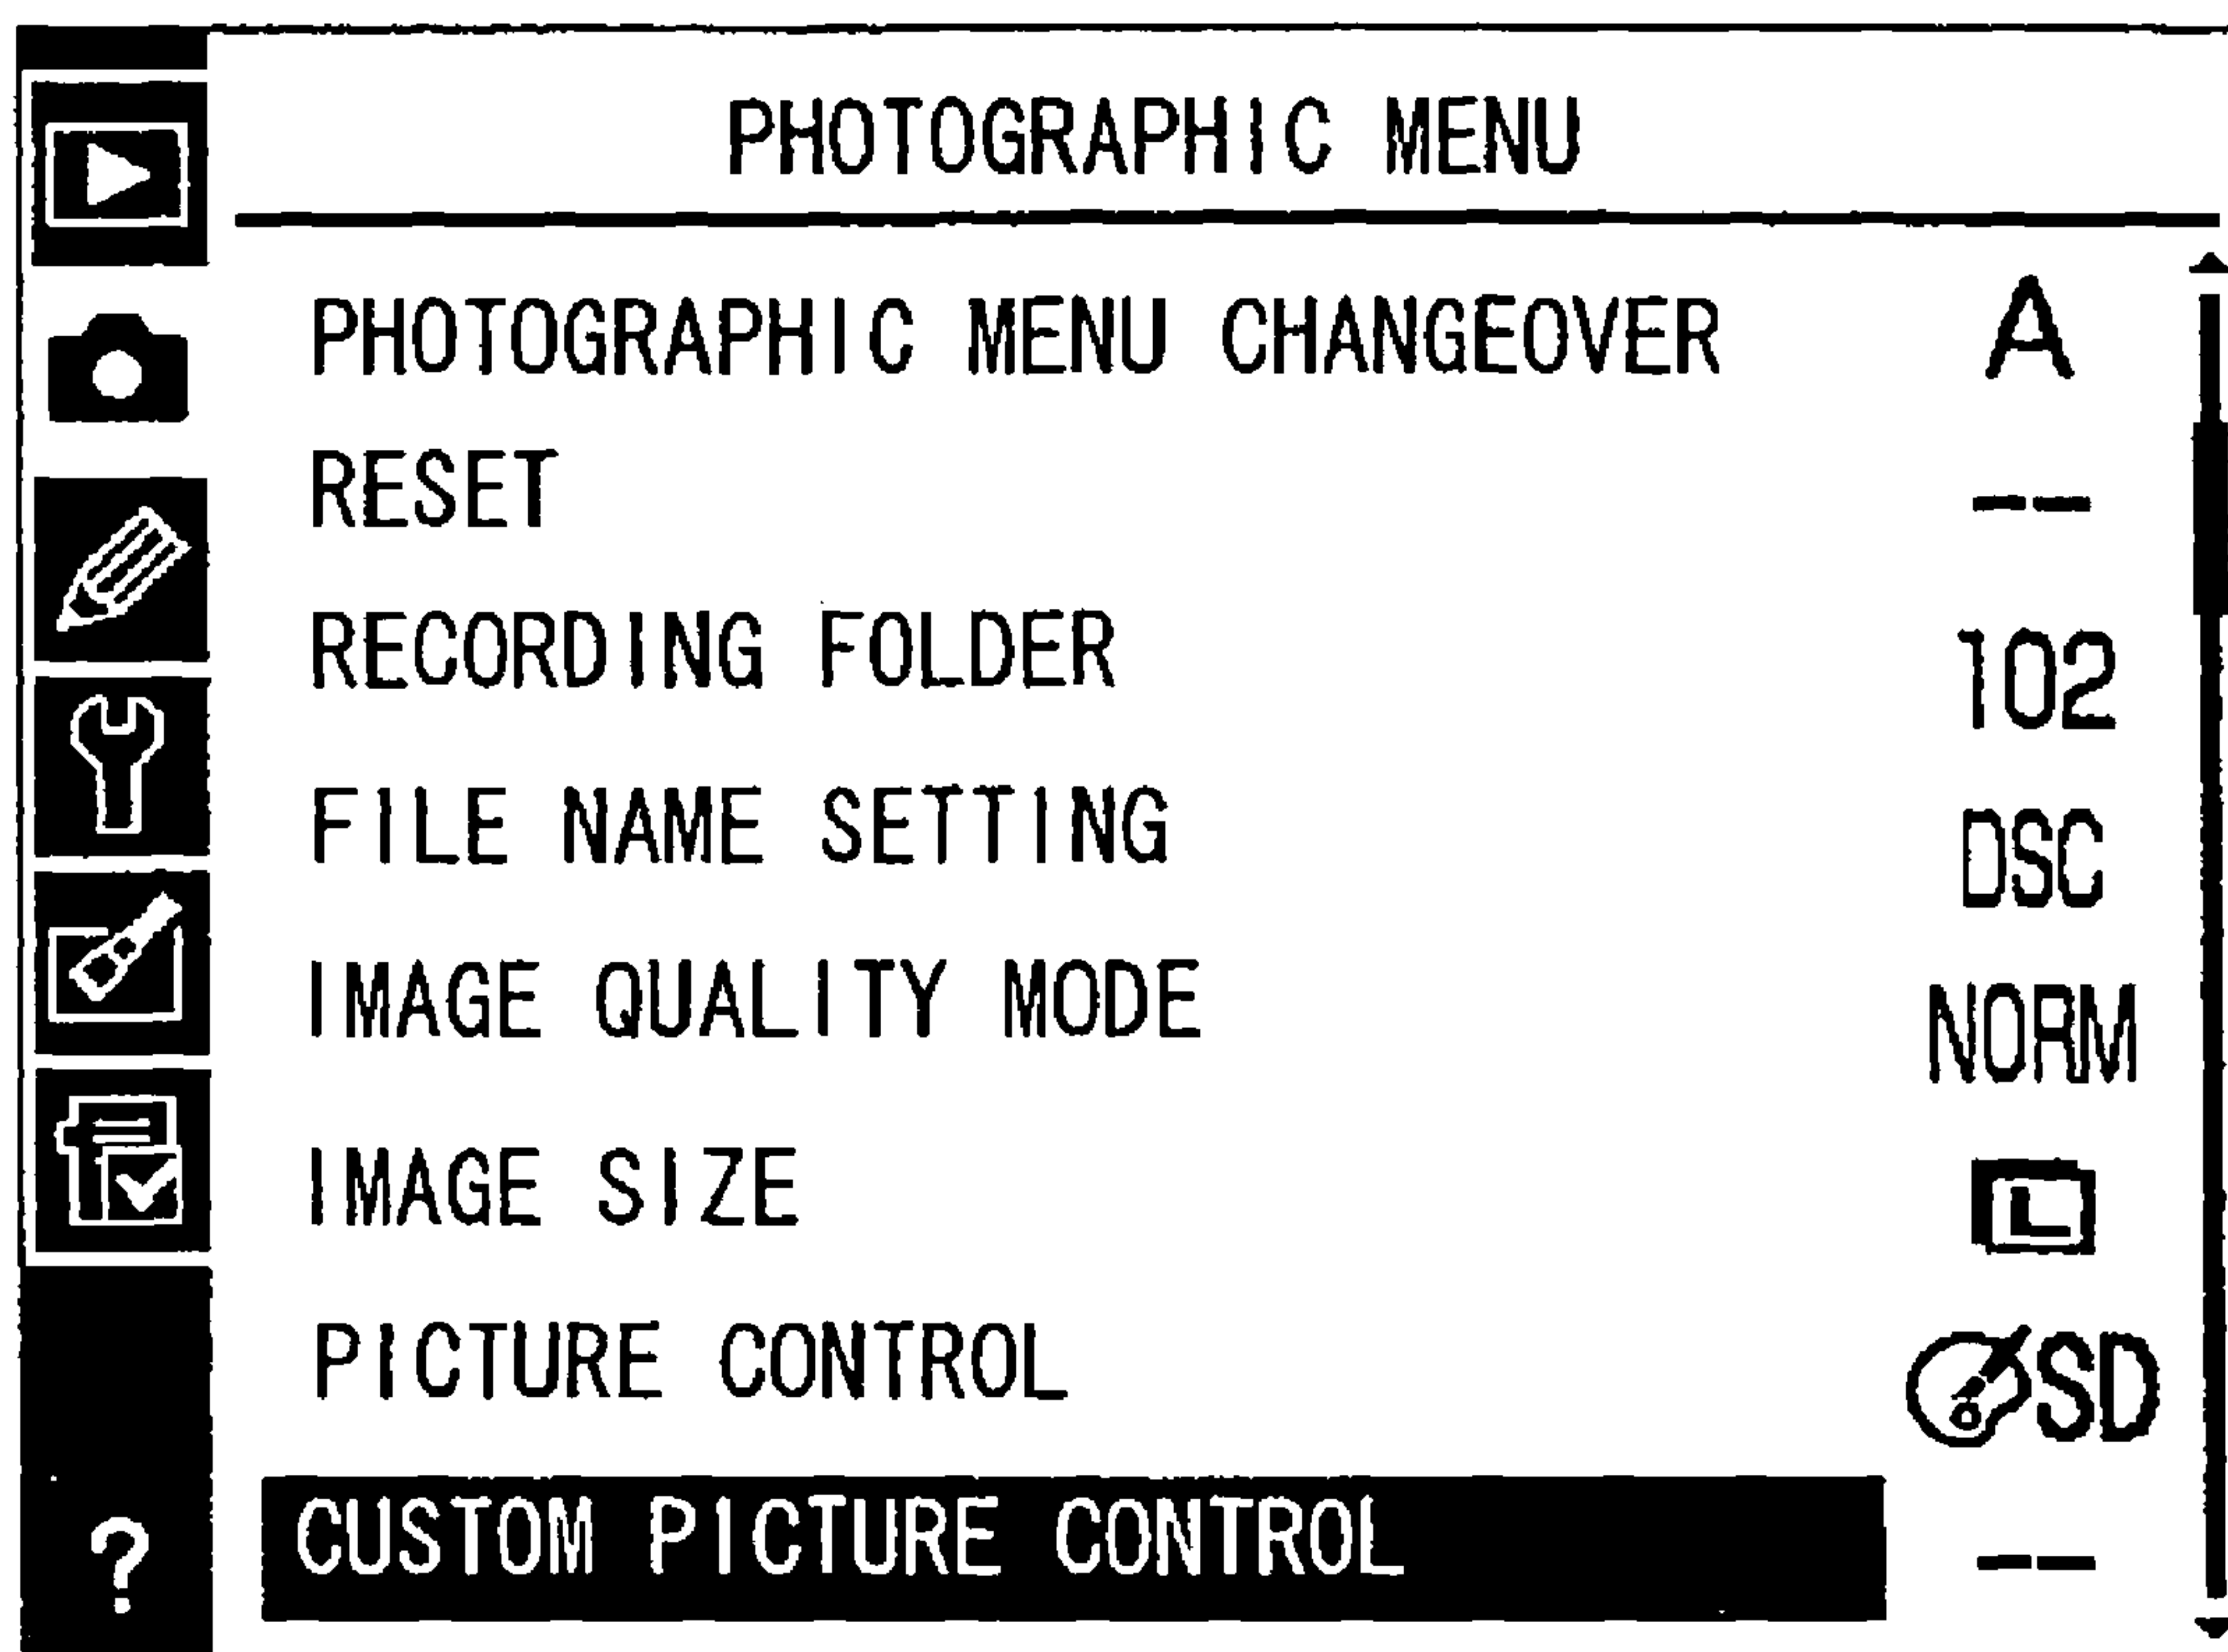 PHOTOGRAPHIC MENU
PHOTOGRAPHIC MENU CHANGEOVER A
RESET --
RECORDING FOLDER 102
FILE NAME SETTING DSC
IMAGE QUALITY MODE NORM
IMAGE SIZE L
PICTURE CONTROL SD
CUSTOM PICTURE CONTROL --
?